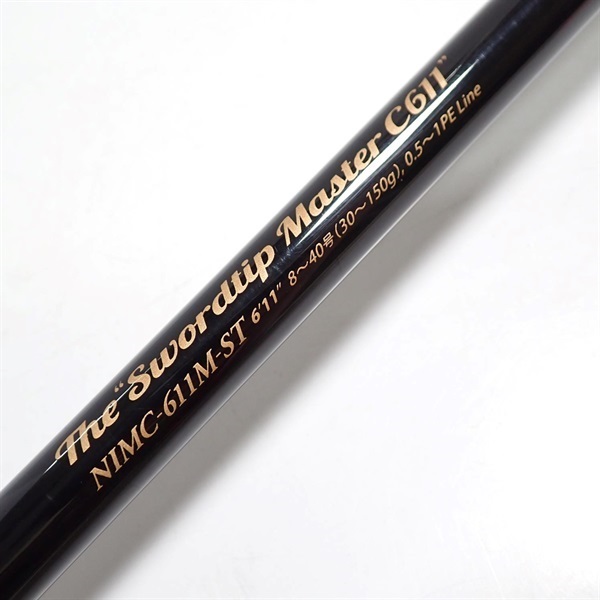 The "Swordtip Master C611"
NIMC-611M-ST 6'11" 8～40号(30～150g), 0.5～1PE Line